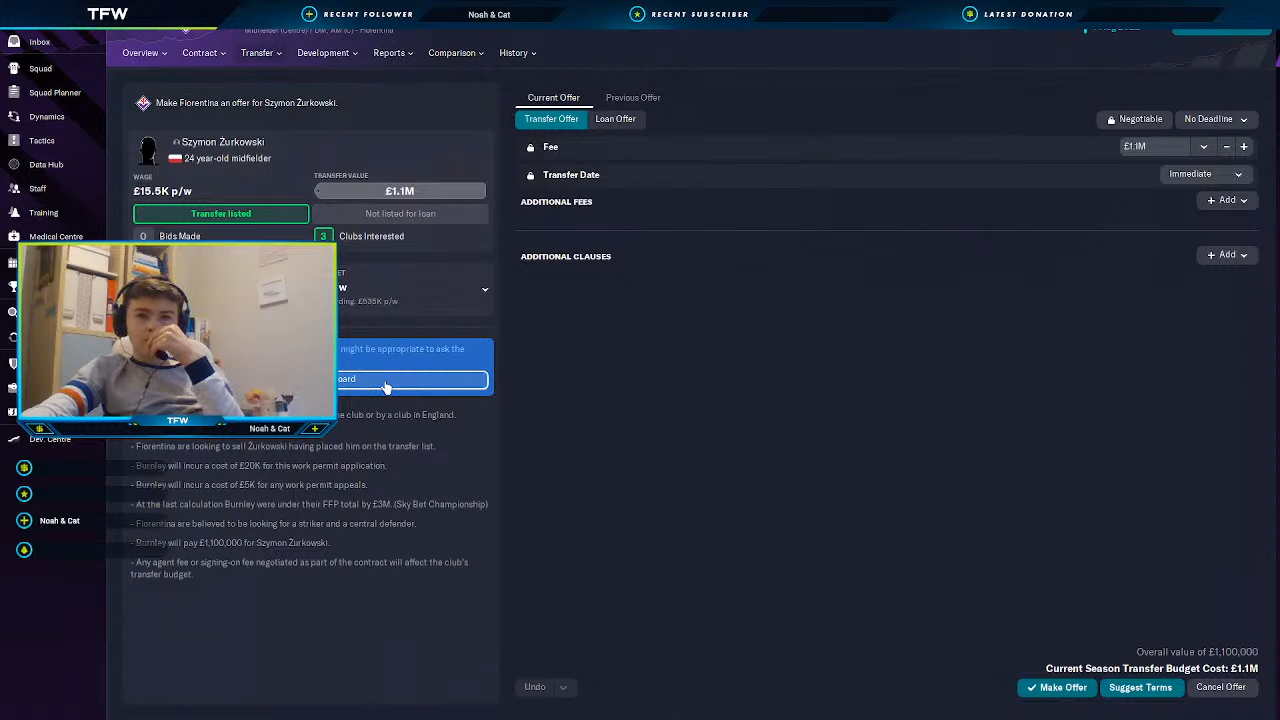 TFW
RECENT FOLLOWER
Noah & Cat
RECENT SUBSCRIBER
LATEST DONATION
Midfielder (Centre) / DM, AM (C) - Fiorentina
Inbox
Overview
Contract
Transfer
Development
Reports
Comparison
History
Squad
Squad Planner
Dynamics
Tactics
Data Hub
Staff
Training
Medical Centre
Dev. Centre
Make Fiorentina an offer for Szymon Żurkowski.
Szymon Żurkowski
24 year-old midfielder
WAGE
£15.5K p/w
TRANSFER VALUE
£1.1M
Transfer listed
Not listed for loan
0 Bids Made
3 Clubs Interested
ET
w
ding: £535K p/w
might be appropriate to ask the
oard
he club or by a club in England.
- Fiorentina are looking to sell Żurkowski having placed him on the transfer list.
- Burnley will incur a cost of £20K for this work permit application.
- Burnley will incur a cost of £5K for any work permit appeals.
- At the last calculation Burnley were under their FFP total by £3M. (Sky Bet Championship)
- Fiorentina are believed to be looking for a striker and a central defender.
- Burnley will pay £1,100,000 for Szymon Żurkowski.
- Any agent fee or signing-on fee negotiated as part of the contract will affect the club's
transfer budget.
TFW
Noah & Cat
Noah & Cat
Current Offer
Previous Offer
Transfer Offer
Loan Offer
Negotiable
No Deadline
Fee
£1.1M
Transfer Date
Immediate
ADDITIONAL FEES
Add
ADDITIONAL CLAUSES
Add
Overall value of £1,100,000
Current Season Transfer Budget Cost: £1.1M
Undo
Make Offer
Suggest Terms
Cancel Offer